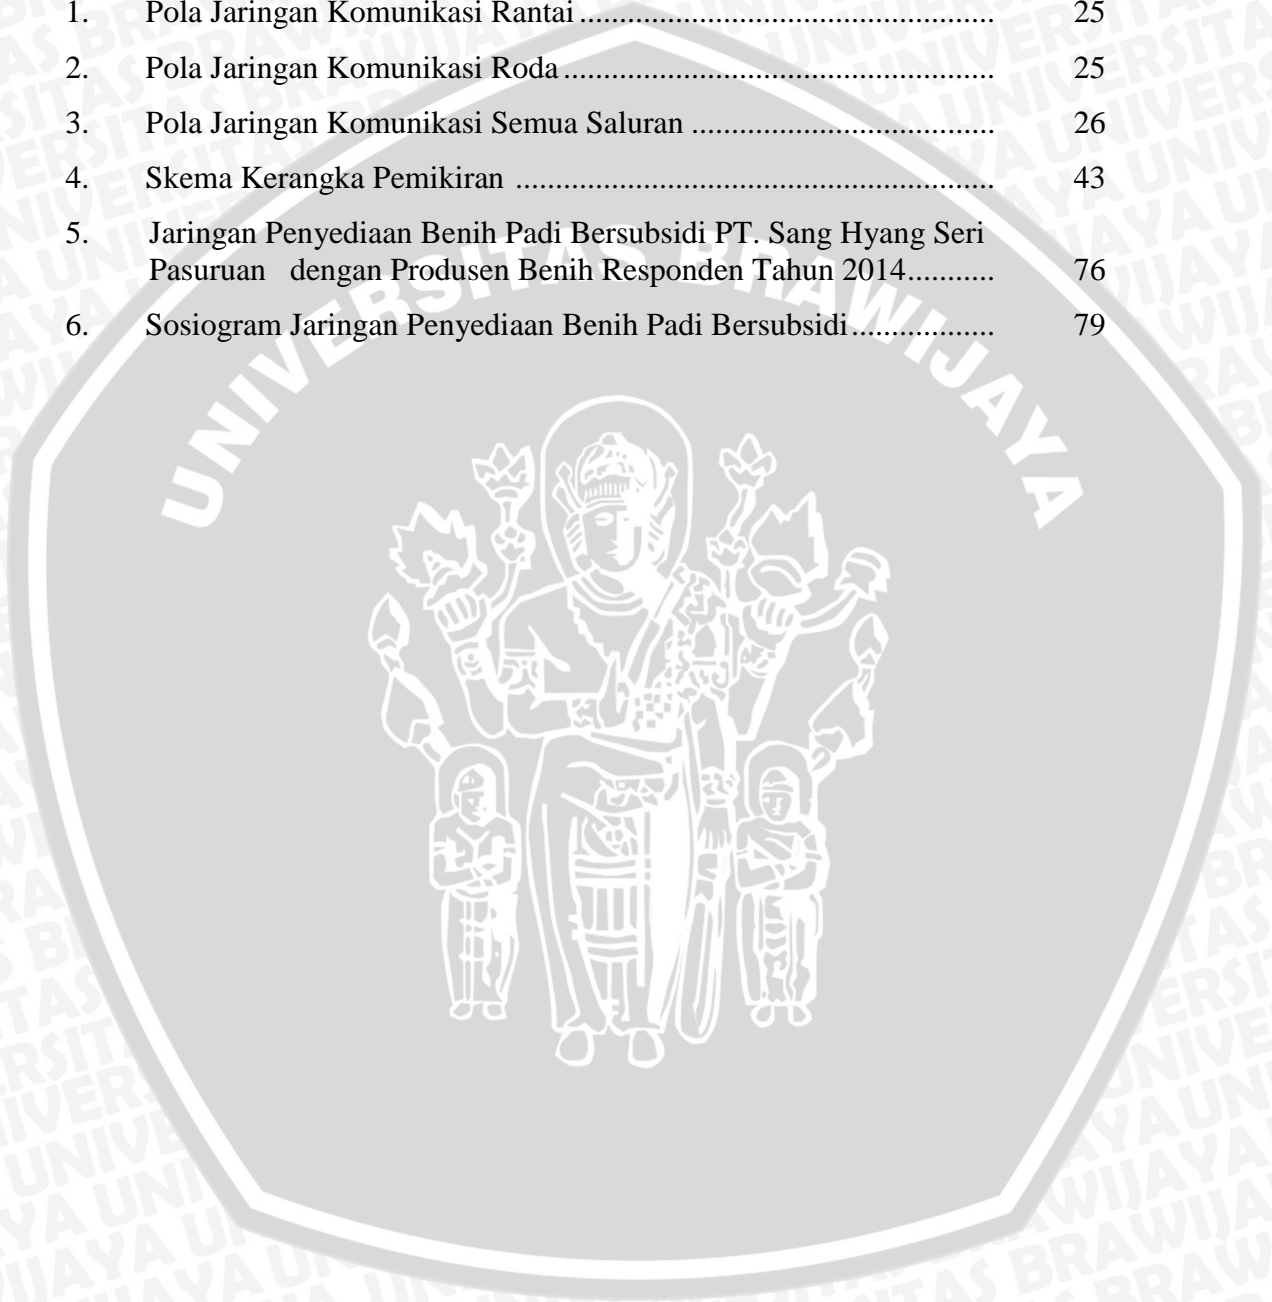 1. Pola Jaringan Komunikasi Rantai .................................................... 25
2. Pola Jaringan Komunikasi Roda ...................................................... 25
3. Pola Jaringan Komunikasi Semua Saluran ...................................... 26
4. Skema Kerangka Pemikiran ............................................................ 43
5. Jaringan Penyediaan Benih Padi Bersubsidi PT. Sang Hyang Seri
Pasuruan dengan Produsen Benih Responden Tahun 2014........... 76
6. Sosiogram Jaringan Penyediaan Benih Padi Bersubsidi.................. 79
UNIVERSITAS BRAWIJAYA